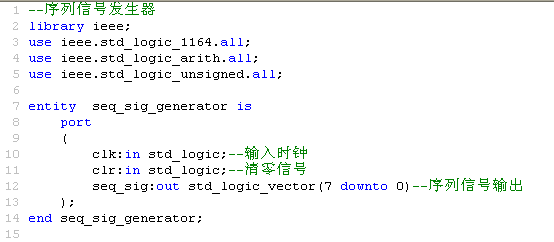 1 --序列信号发生器
2 library ieee;
3 use ieee.std_logic_1164.all;
4 use ieee.std_logic_arith.all;
5 use ieee.std_logic_unsigned.all;
6
7 entity  seq_sig_generator is
8     port
9     (
10         clk:in std_logic;--输入时钟
11         clr:in std_logic;--清零信号
12         seq_sig:out std_logic_vector(7 downto 0)--序列信号输出
13     );
14 end seq_sig_generator;
15